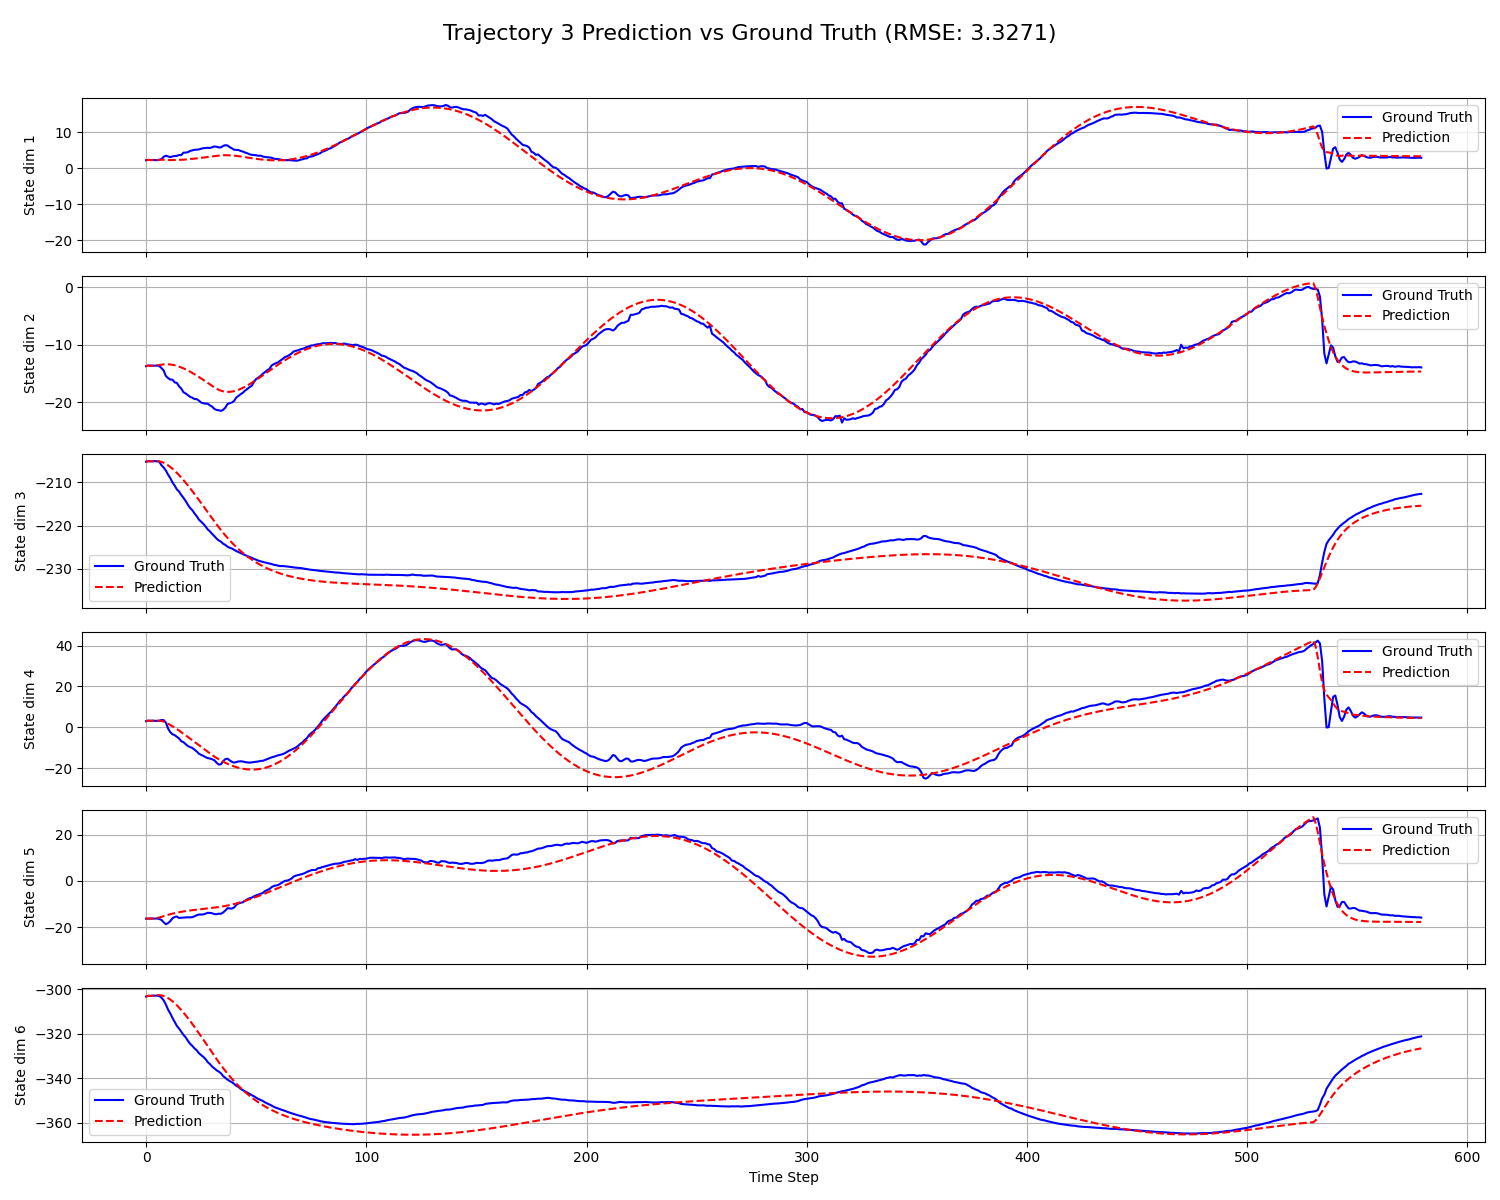 Trajectory 3 Prediction vs Ground Truth (RMSE: 3.3271)
State dim 1
10
0
−10
−20
Ground Truth
Prediction
State dim 2
0
−10
−20
Ground Truth
Prediction
State dim 3
−210
−220
−230
Ground Truth
Prediction
State dim 4
40
20
0
−20
Ground Truth
Prediction
State dim 5
20
0
−20
Ground Truth
Prediction
State dim 6
−300
−320
−340
−360
Ground Truth
Prediction
0 100 200 300 400 500 600
Time Step